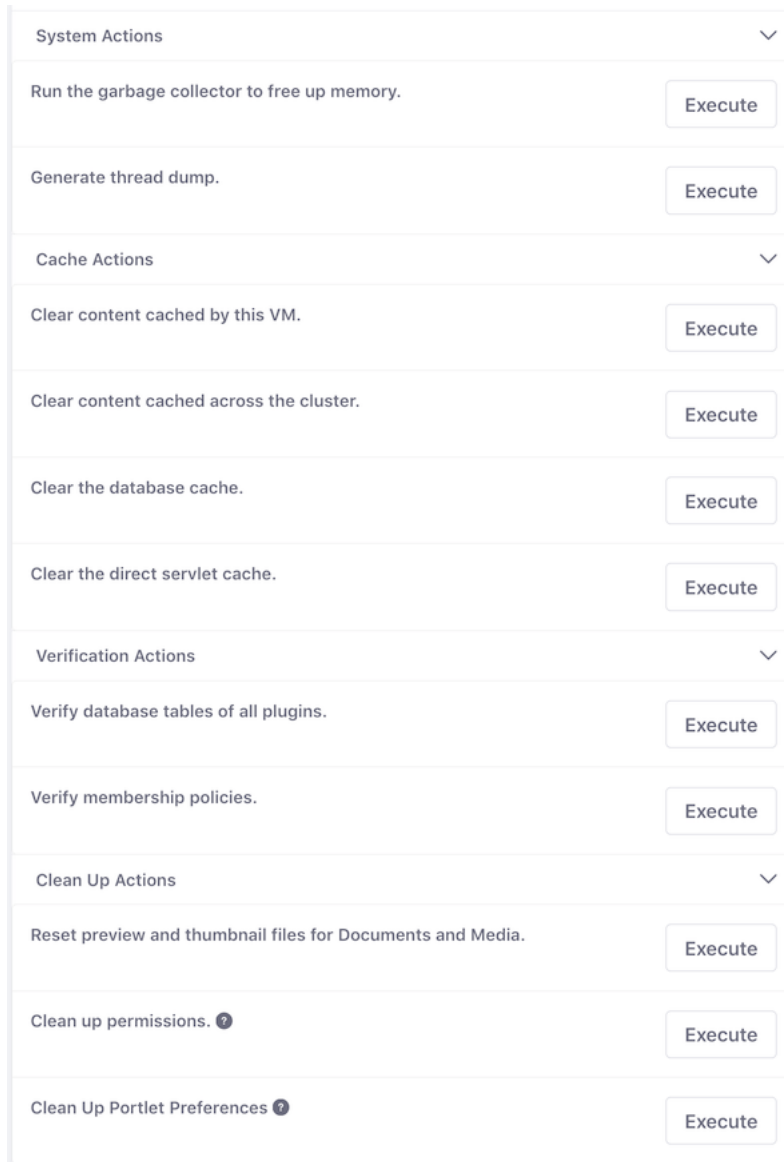 System Actions
Run the garbage collector to free up memory.
Execute
Generate thread dump.
Execute
Cache Actions
Clear content cached by this VM.
Execute
Clear content cached across the cluster.
Execute
Clear the database cache.
Execute
Clear the direct servlet cache.
Execute
Verification Actions
Verify database tables of all plugins.
Execute
Verify membership policies.
Execute
Clean Up Actions
Reset preview and thumbnail files for Documents and Media.
Execute
Clean up permissions. ?
Execute
Clean Up Portlet Preferences ?
Execute